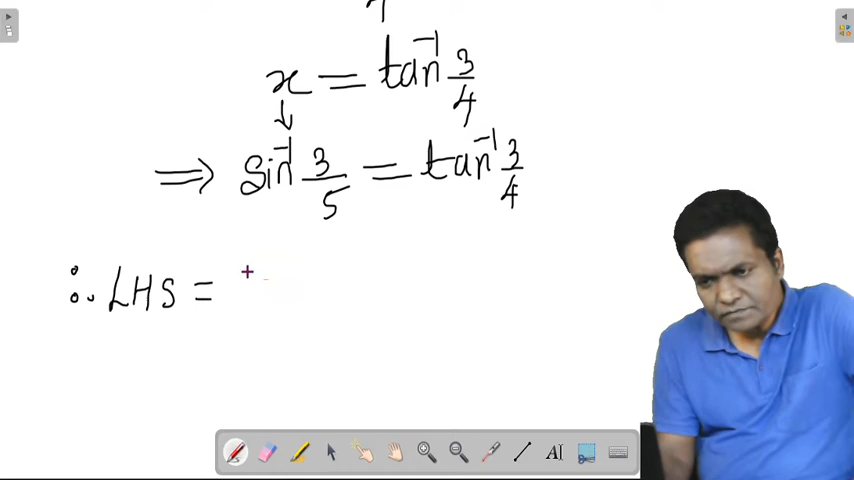 x = tan⁻¹ 3/4
⟹ sin⁻¹ 3/5 = tan⁻¹ 3/4
∴ LHS =